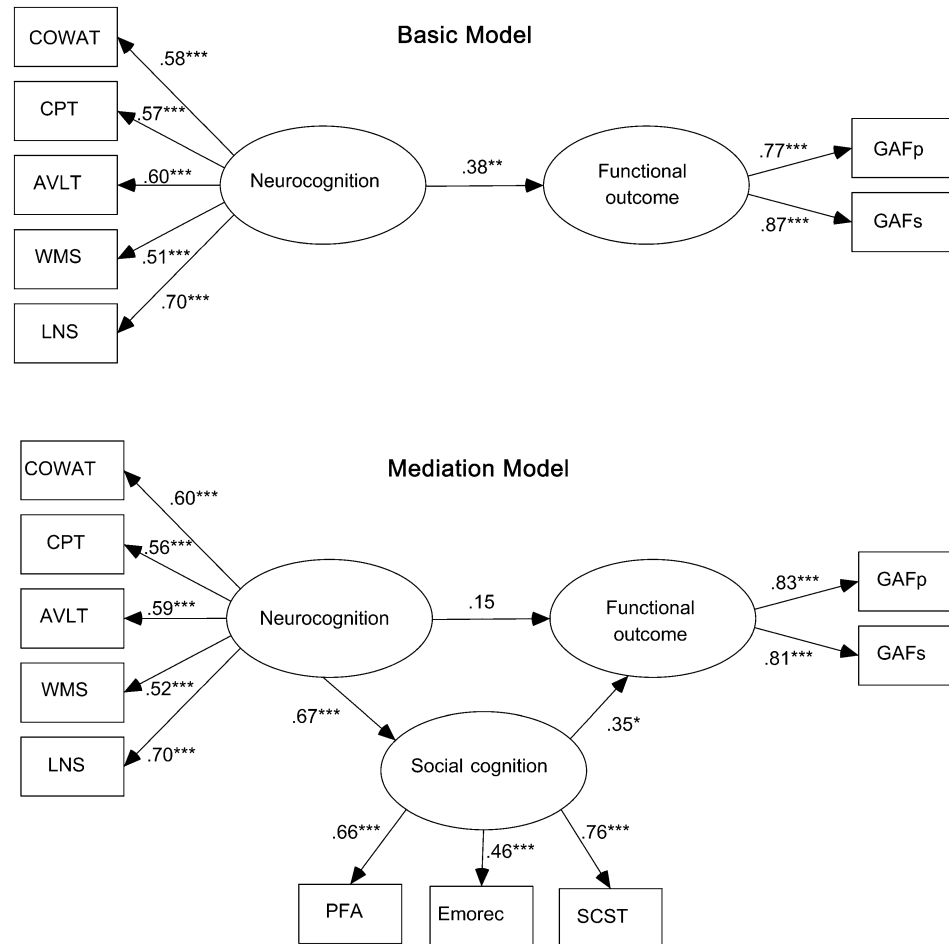 Basic Model
COWAT
.58***
CPT
.57***
AVLT
.60***
WMS
.51***
LNS
.70***
Neurocognition
.38**
Functional
outcome
.77***
GAFp
.87***
GAFs
Mediation Model
COWAT
.60***
CPT
.56***
AVLT
.59***
WMS
.52***
LNS
.70***
Neurocognition
.15
Functional
outcome
.83***
GAFp
.81***
GAFs
.67***
.35*
Social cognition
.66***
.46***
.76***
PFA
Emorec
SCST